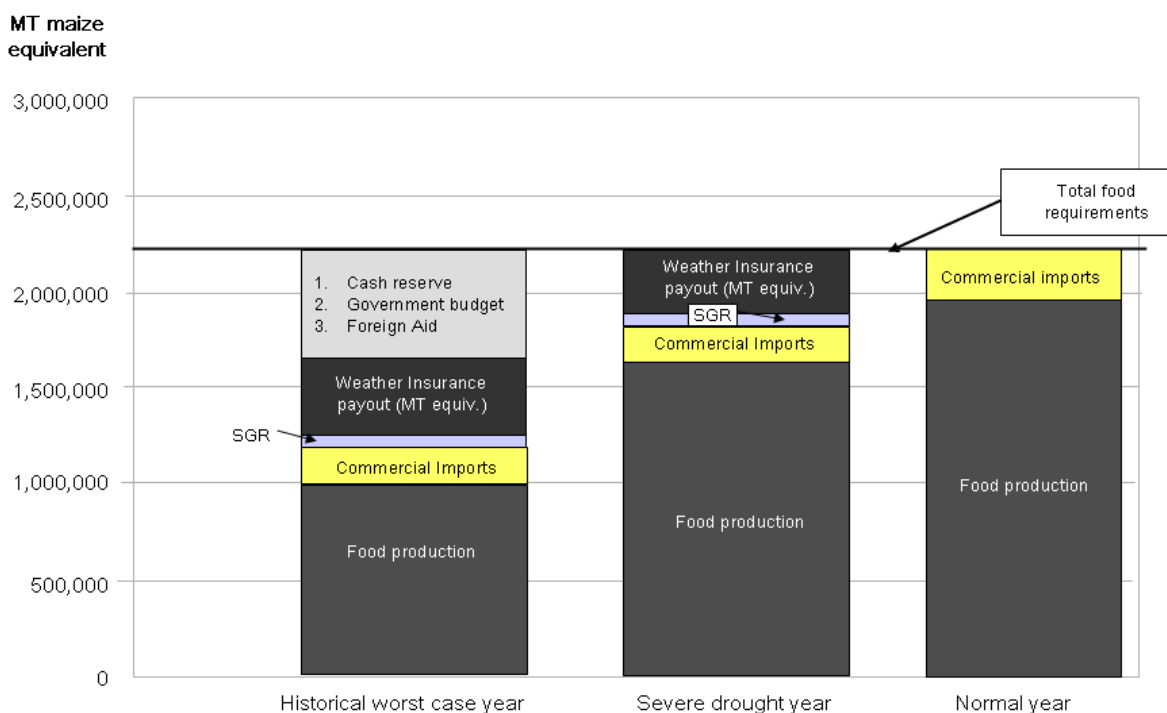 MT maize
equivalent
3,000,000
2,500,000
2,000,000
1,500,000
1,000,000
500,000
0
Total food
requirements
1. Cash reserve
2. Government budget
3. Foreign Aid
Weather Insurance
payout (MT equiv.)
SGR
Commercial Imports
Food production
Weather Insurance
payout (MT equiv.)
SGR
Commercial Imports
Food production
Commercial imports
Food production
Historical worst case year
Severe drought year
Normal year